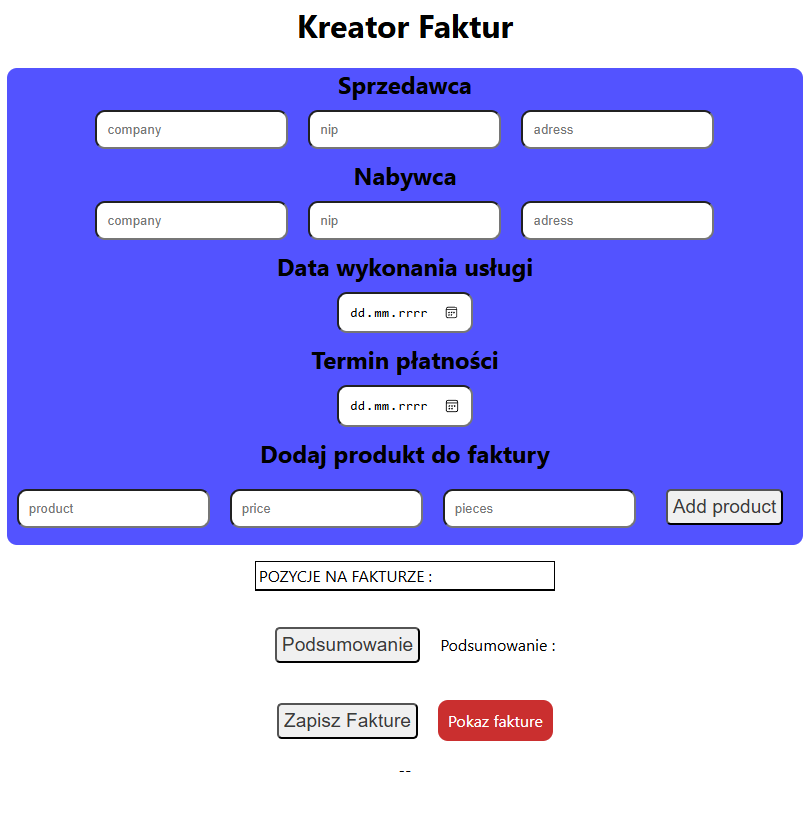 Kreator Faktur
Sprzedawca
company nip adress
Nabywca
company nip adress
Data wykonania usługi
dd.mm.rrrr
Termin płatności
dd.mm.rrrr
Dodaj produkt do faktury
product price pieces Add product
POZYCJE NA FAKTURZE :
Podsumowanie Podsumowanie :
Zapisz Fakture Pokaz fakture
--